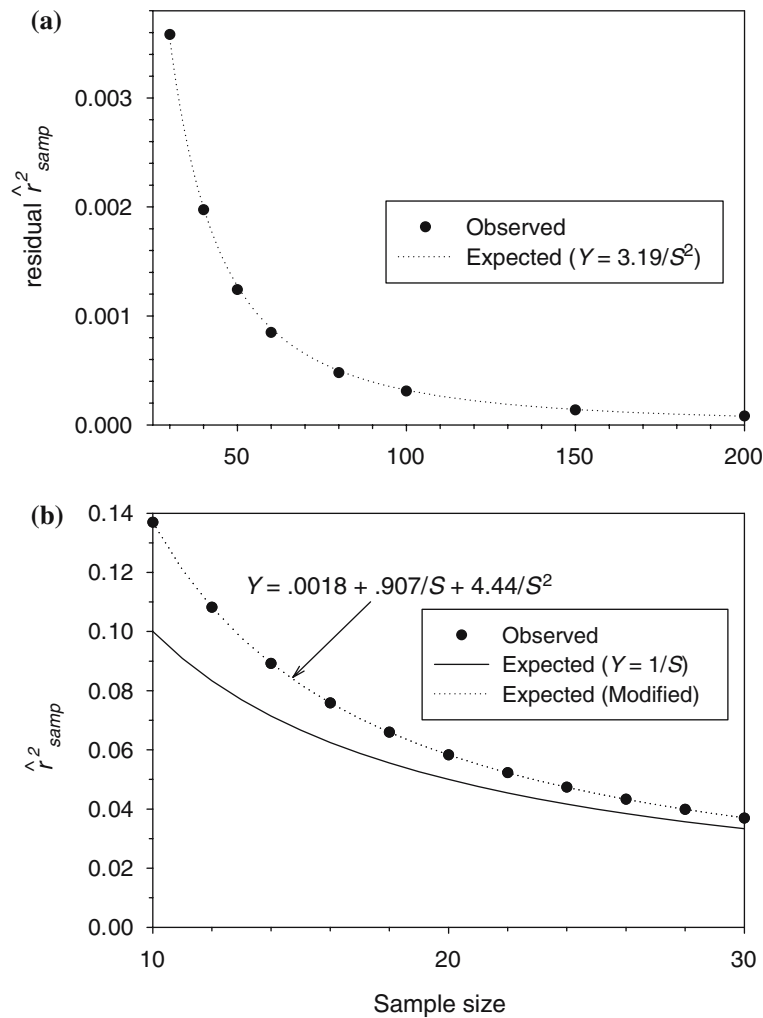 (a)
0.003
0.002
0.001
0.000
residual r̂²samp
Observed
Expected (Y = 3.19/S²)
50
100
150
200
(b)
0.14
0.12
0.10
0.08
0.06
0.04
0.02
0.00
r̂²samp
Y = .0018 + .907/S + 4.44/S²
Observed
Expected (Y = 1/S)
Expected (Modified)
10
20
30
Sample size